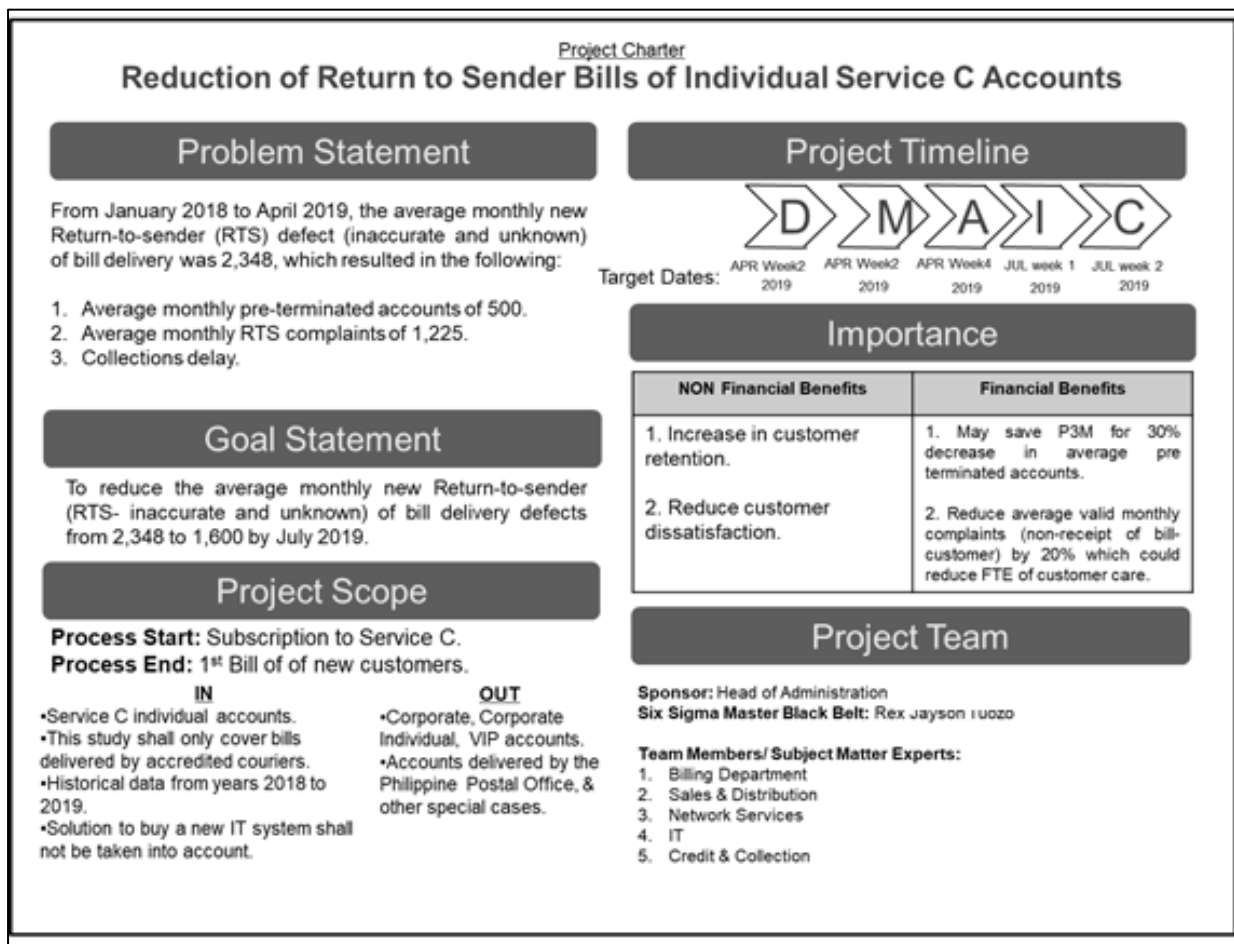 Project Charter
Reduction of Return to Sender Bills of Individual Service C Accounts
Problem Statement
From January 2018 to April 2019, the average monthly new
Return-to-sender (RTS) defect (inaccurate and unknown)
of bill delivery was 2,348, which resulted in the following:
1. Average monthly pre-terminated accounts of 500.
2. Average monthly RTS complaints of 1,225.
3. Collections delay.
Goal Statement
To reduce the average monthly new Return-to-sender
(RTS- inaccurate and unknown) of bill delivery defects
from 2,348 to 1,600 by July 2019.
Project Scope
Process Start: Subscription to Service C.
Process End: 1st Bill of of new customers.
IN
•Service C individual accounts.
•This study shall only cover bills
delivered by accredited couriers.
•Historical data from years 2018 to
2019.
•Solution to buy a new IT system shall
not be taken into account.
OUT
•Corporate, Corporate
Individual, VIP accounts.
•Accounts delivered by the
Philippine Postal Office, &
other special cases.
Project Timeline
D M A I C
Target Dates:
APR Week2
2019
APR Week2
2019
APR Week4
2019
JUL week 1
2019
JUL week 2
2019
Importance
NON Financial Benefits
1. Increase in customer
retention.
2. Reduce customer
dissatisfaction.
Financial Benefits
1. May save P3M for 30%
decrease in average pre
terminated accounts.
2. Reduce average valid monthly
complaints (non-receipt of bill-
customer) by 20% which could
reduce FTE of customer care.
Project Team
Sponsor: Head of Administration
Six Sigma Master Black Belt: Rex Jayson
Team Members/ Subject Matter Experts:
1. Billing Department
2. Sales & Distribution
3. Network Services
4. IT
5. Credit & Collection